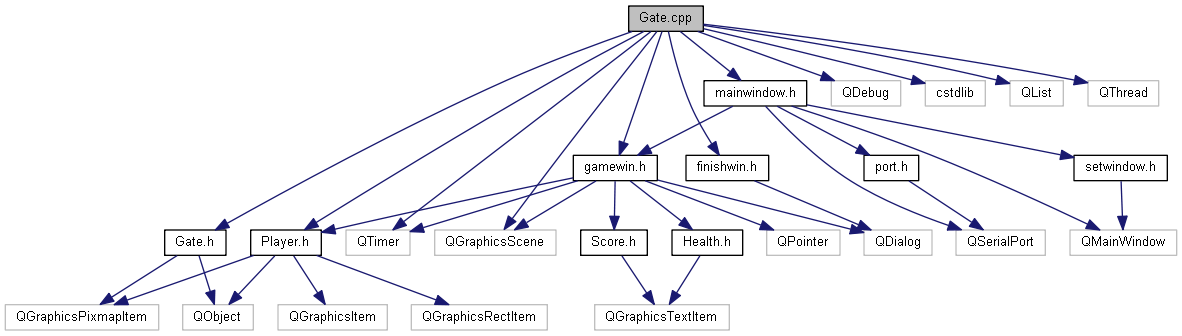 Gate.cpp
mainwindow.h
QDebug
cstdlib
QList
QThread
gamewin.h
finishwin.h
port.h
setwindow.h
Gate.h
Player.h
QTimer
QGraphicsScene
Score.h
Health.h
QPointer
QDialog
QSerialPort
QMainWindow
QGraphicsPixmapItem
QObject
QGraphicsItem
QGraphicsRectItem
QGraphicsTextItem